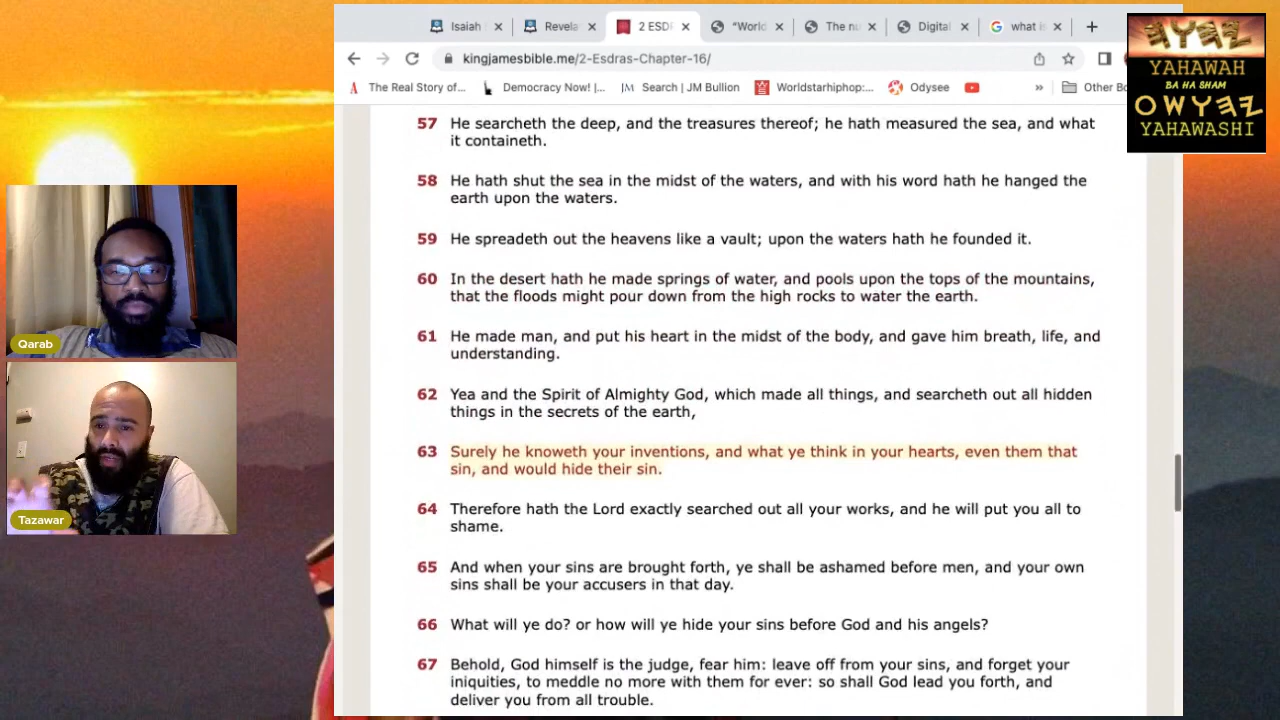 Isaiah
Revela
2 ESDF
"World
The nu
Digital
what is
kingjamesbible.me/2-Esdras-Chapter-16/
The Real Story of...
Democracy Now! |...
JM
Search | JM Bullion
Worldstarhiphop:...
Odysee
»
Other Bo
YAHAWAH
BA HA SHAM
YAHAWASHI
57 He searcheth the deep, and the treasures thereof; he hath measured the sea, and what
it containeth.
58 He hath shut the sea in the midst of the waters, and with his word hath he hanged the
earth upon the waters.
59 He spreadeth out the heavens like a vault; upon the waters hath he founded it.
60 In the desert hath he made springs of water, and pools upon the tops of the mountains,
that the floods might pour down from the high rocks to water the earth.
61 He made man, and put his heart in the midst of the body, and gave him breath, life, and
understanding.
62 Yea and the Spirit of Almighty God, which made all things, and searcheth out all hidden
things in the secrets of the earth,
63 Surely he knoweth your inventions, and what ye think in your hearts, even them that
sin, and would hide their sin.
64 Therefore hath the Lord exactly searched out all your works, and he will put you all to
shame.
65 And when your sins are brought forth, ye shall be ashamed before men, and your own
sins shall be your accusers in that day.
66 What will ye do? or how will ye hide your sins before God and his angels?
67 Behold, God himself is the judge, fear him: leave off from your sins, and forget your
iniquities, to meddle no more with them for ever: so shall God lead you forth, and
deliver you from all trouble.
Qarab
Tazawar